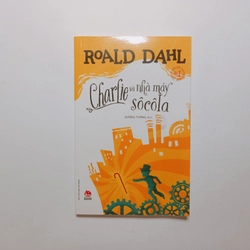 ROALD DAHL
Charlie và nhà máy
sôcôla